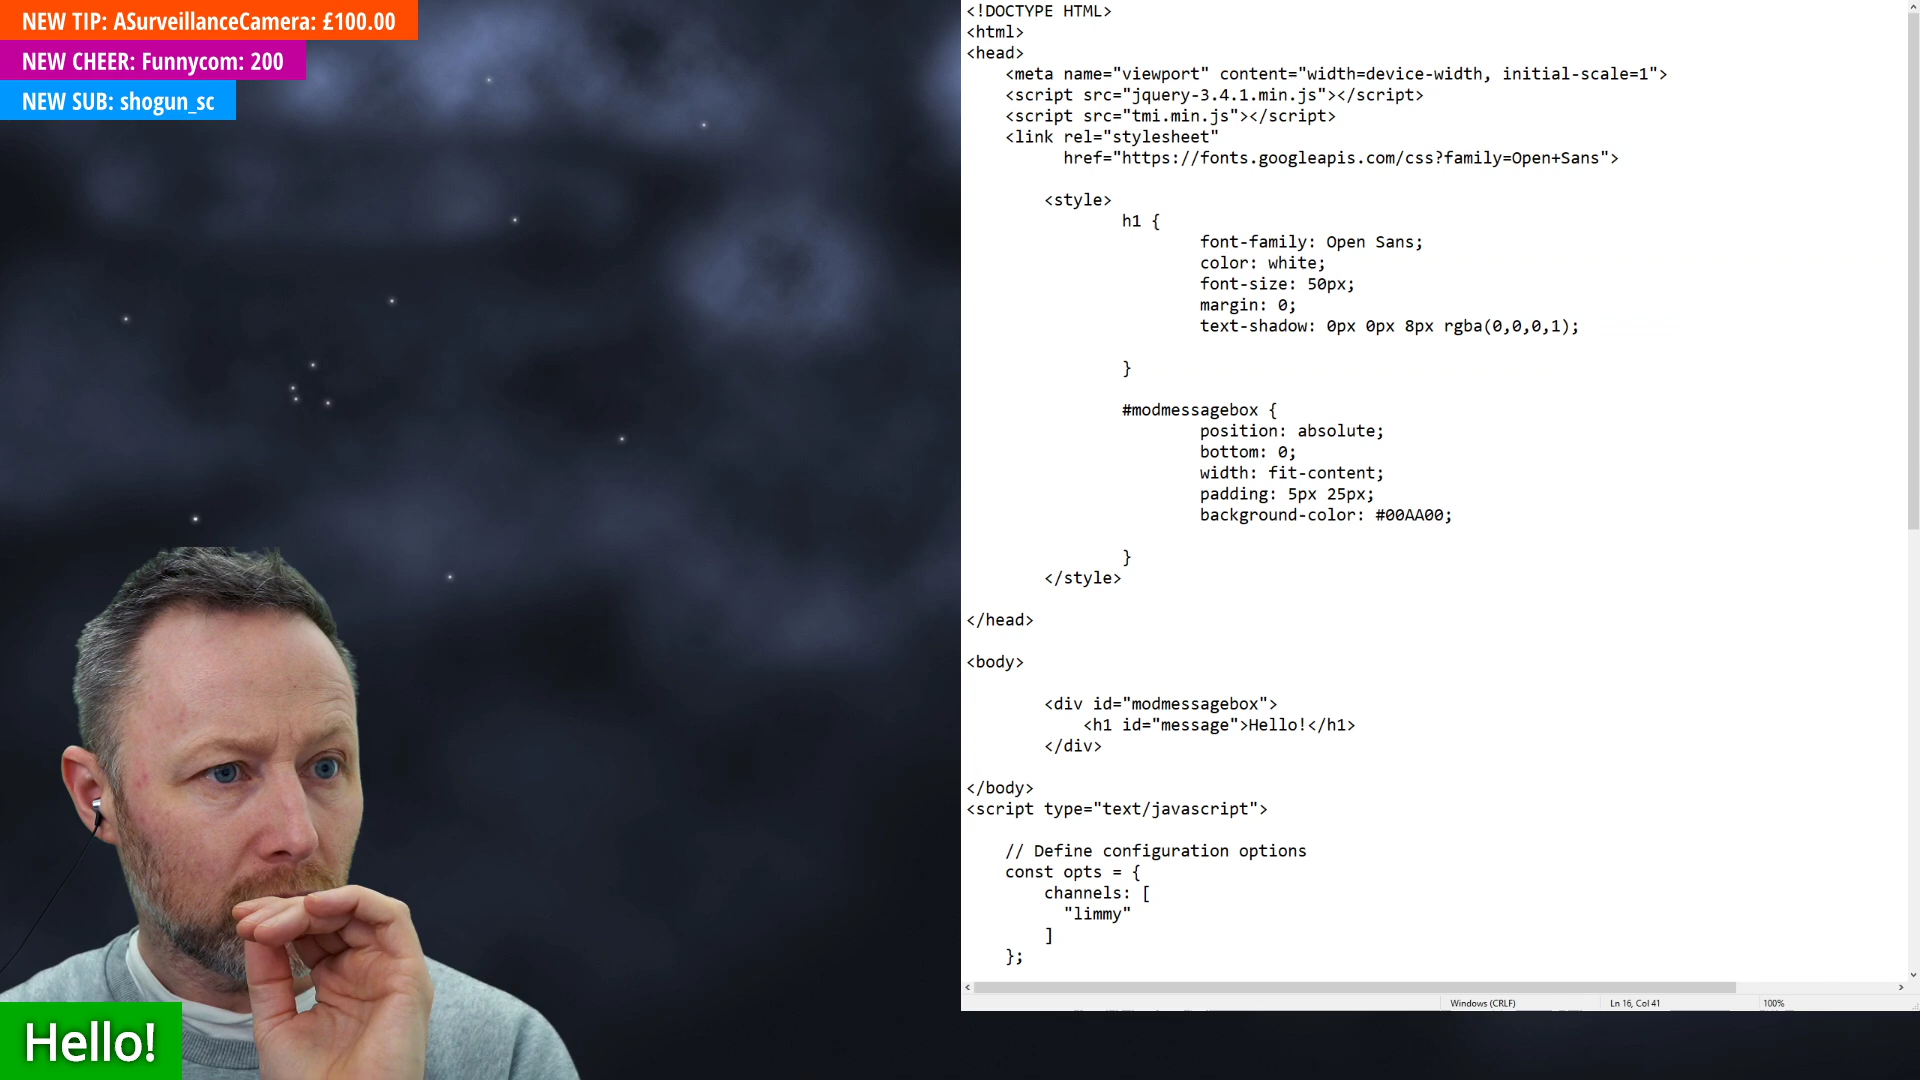 NEW TIP: ASurveillanceCamera: £100.00
NEW CHEER: Funnycom: 200
NEW SUB: shogun_sc
Hello!
<!DOCTYPE HTML>
<html>
<head>
    <meta name="viewport" content="width=device-width, initial-scale=1">
    <script src="jquery-3.4.1.min.js"></script>
    <script src="tmi.min.js"></script>
    <link rel="stylesheet"
          href="https://fonts.googleapis.com/css?family=Open+Sans">
        <style>
                h1 {
                        font-family: Open Sans;
                        color: white;
                        font-size: 50px;
                        margin: 0;
                        text-shadow: 0px 0px 8px rgba(0,0,0,1);
                }
                #modmessagebox {
                        position: absolute;
                        bottom: 0;
                        width: fit-content;
                        padding: 5px 25px;
                        background-color: #00AA00;
                }
        </style>
</head>
<body>
        <div id="modmessagebox">
            <h1 id="message">Hello!</h1>
        </div>
</body>
<script type="text/javascript">
    // Define configuration options
    const opts = {
        channels: [
          "limmy"
        ]
    };
Windows (CRLF)
Ln 16, Col 41
100%